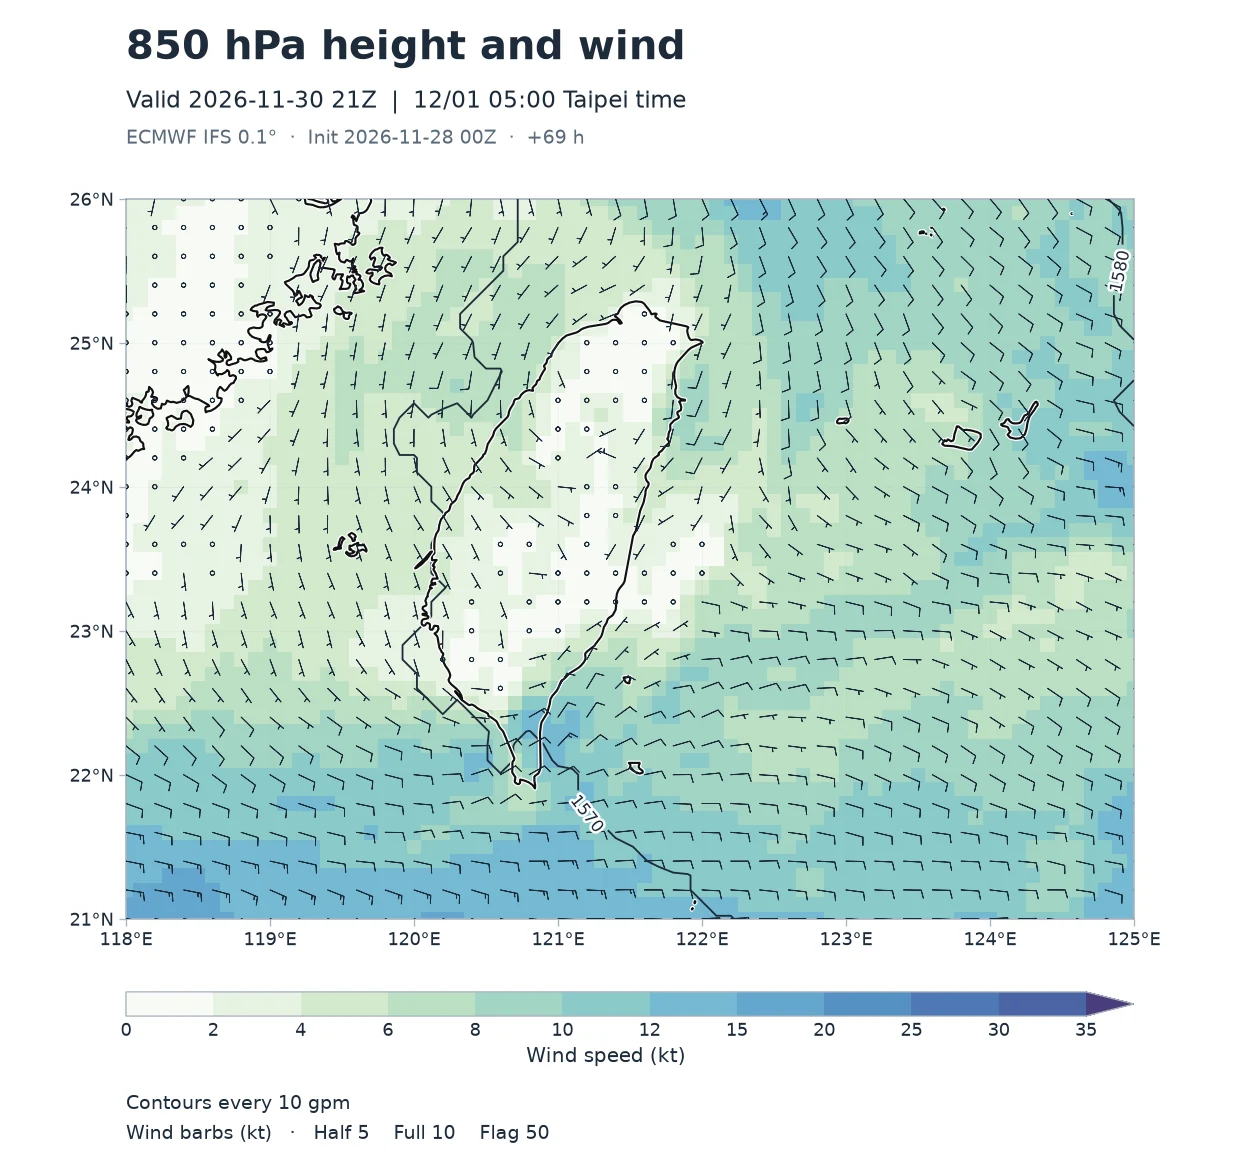 850 hPa height and wind
Valid 2026-11-30 21Z | 12/01 05:00 Taipei time
ECMWF IFS 0.1° · Init 2026-11-28 00Z · +69 h
26°N
25°N
24°N
23°N
22°N
21°N
1580
1570
118°E 119°E 120°E 121°E 122°E 123°E 124°E 125°E
0 2 4 6 8 10 12 15 20 25 30 35
Wind speed (kt)
Contours every 10 gpm
Wind barbs (kt) · Half 5 Full 10 Flag 50